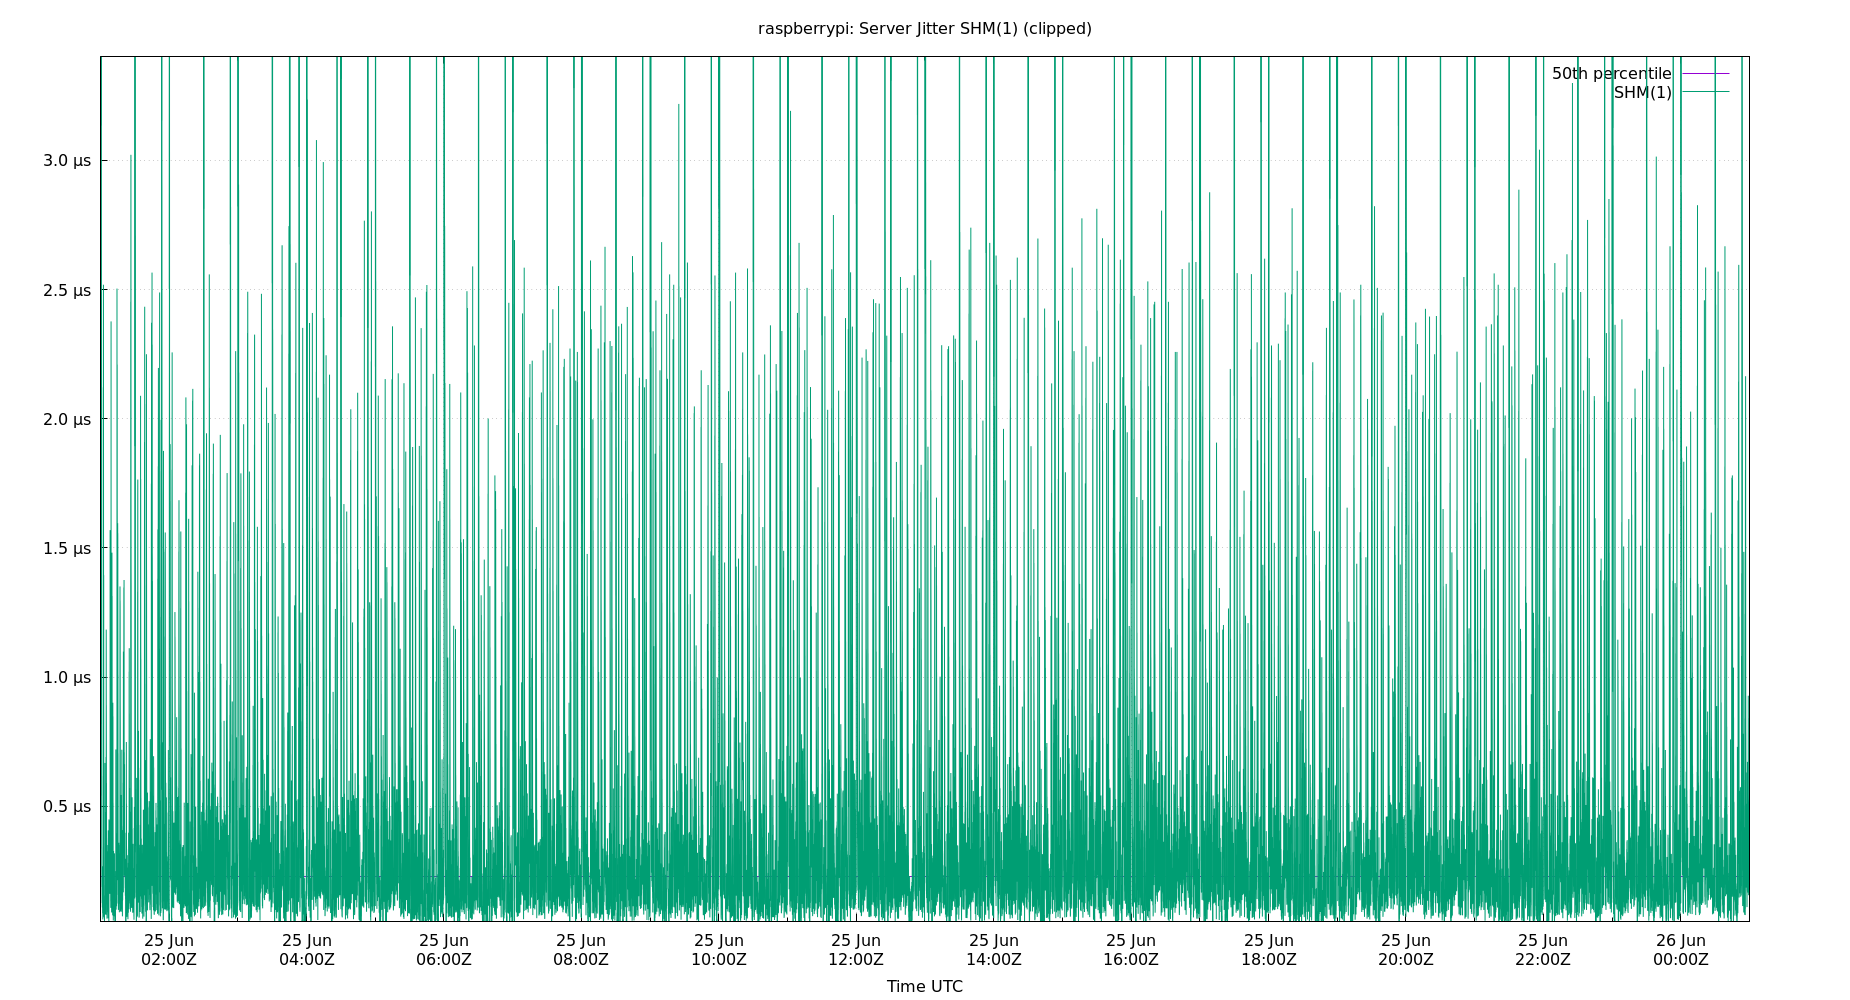 raspberrypi: Server Jitter SHM(1) (clipped)
50th percentile
SHM(1)
3.0 µs
2.5 µs
2.0 µs
1.5 µs
1.0 µs
0.5 µs
25 Jun 25 Jun 25 Jun 25 Jun 25 Jun 25 Jun 25 Jun 25 Jun 25 Jun 25 Jun 25 Jun 26 Jun
02:00Z 04:00Z 06:00Z 08:00Z 10:00Z 12:00Z 14:00Z 16:00Z 18:00Z 20:00Z 22:00Z 00:00Z
Time UTC